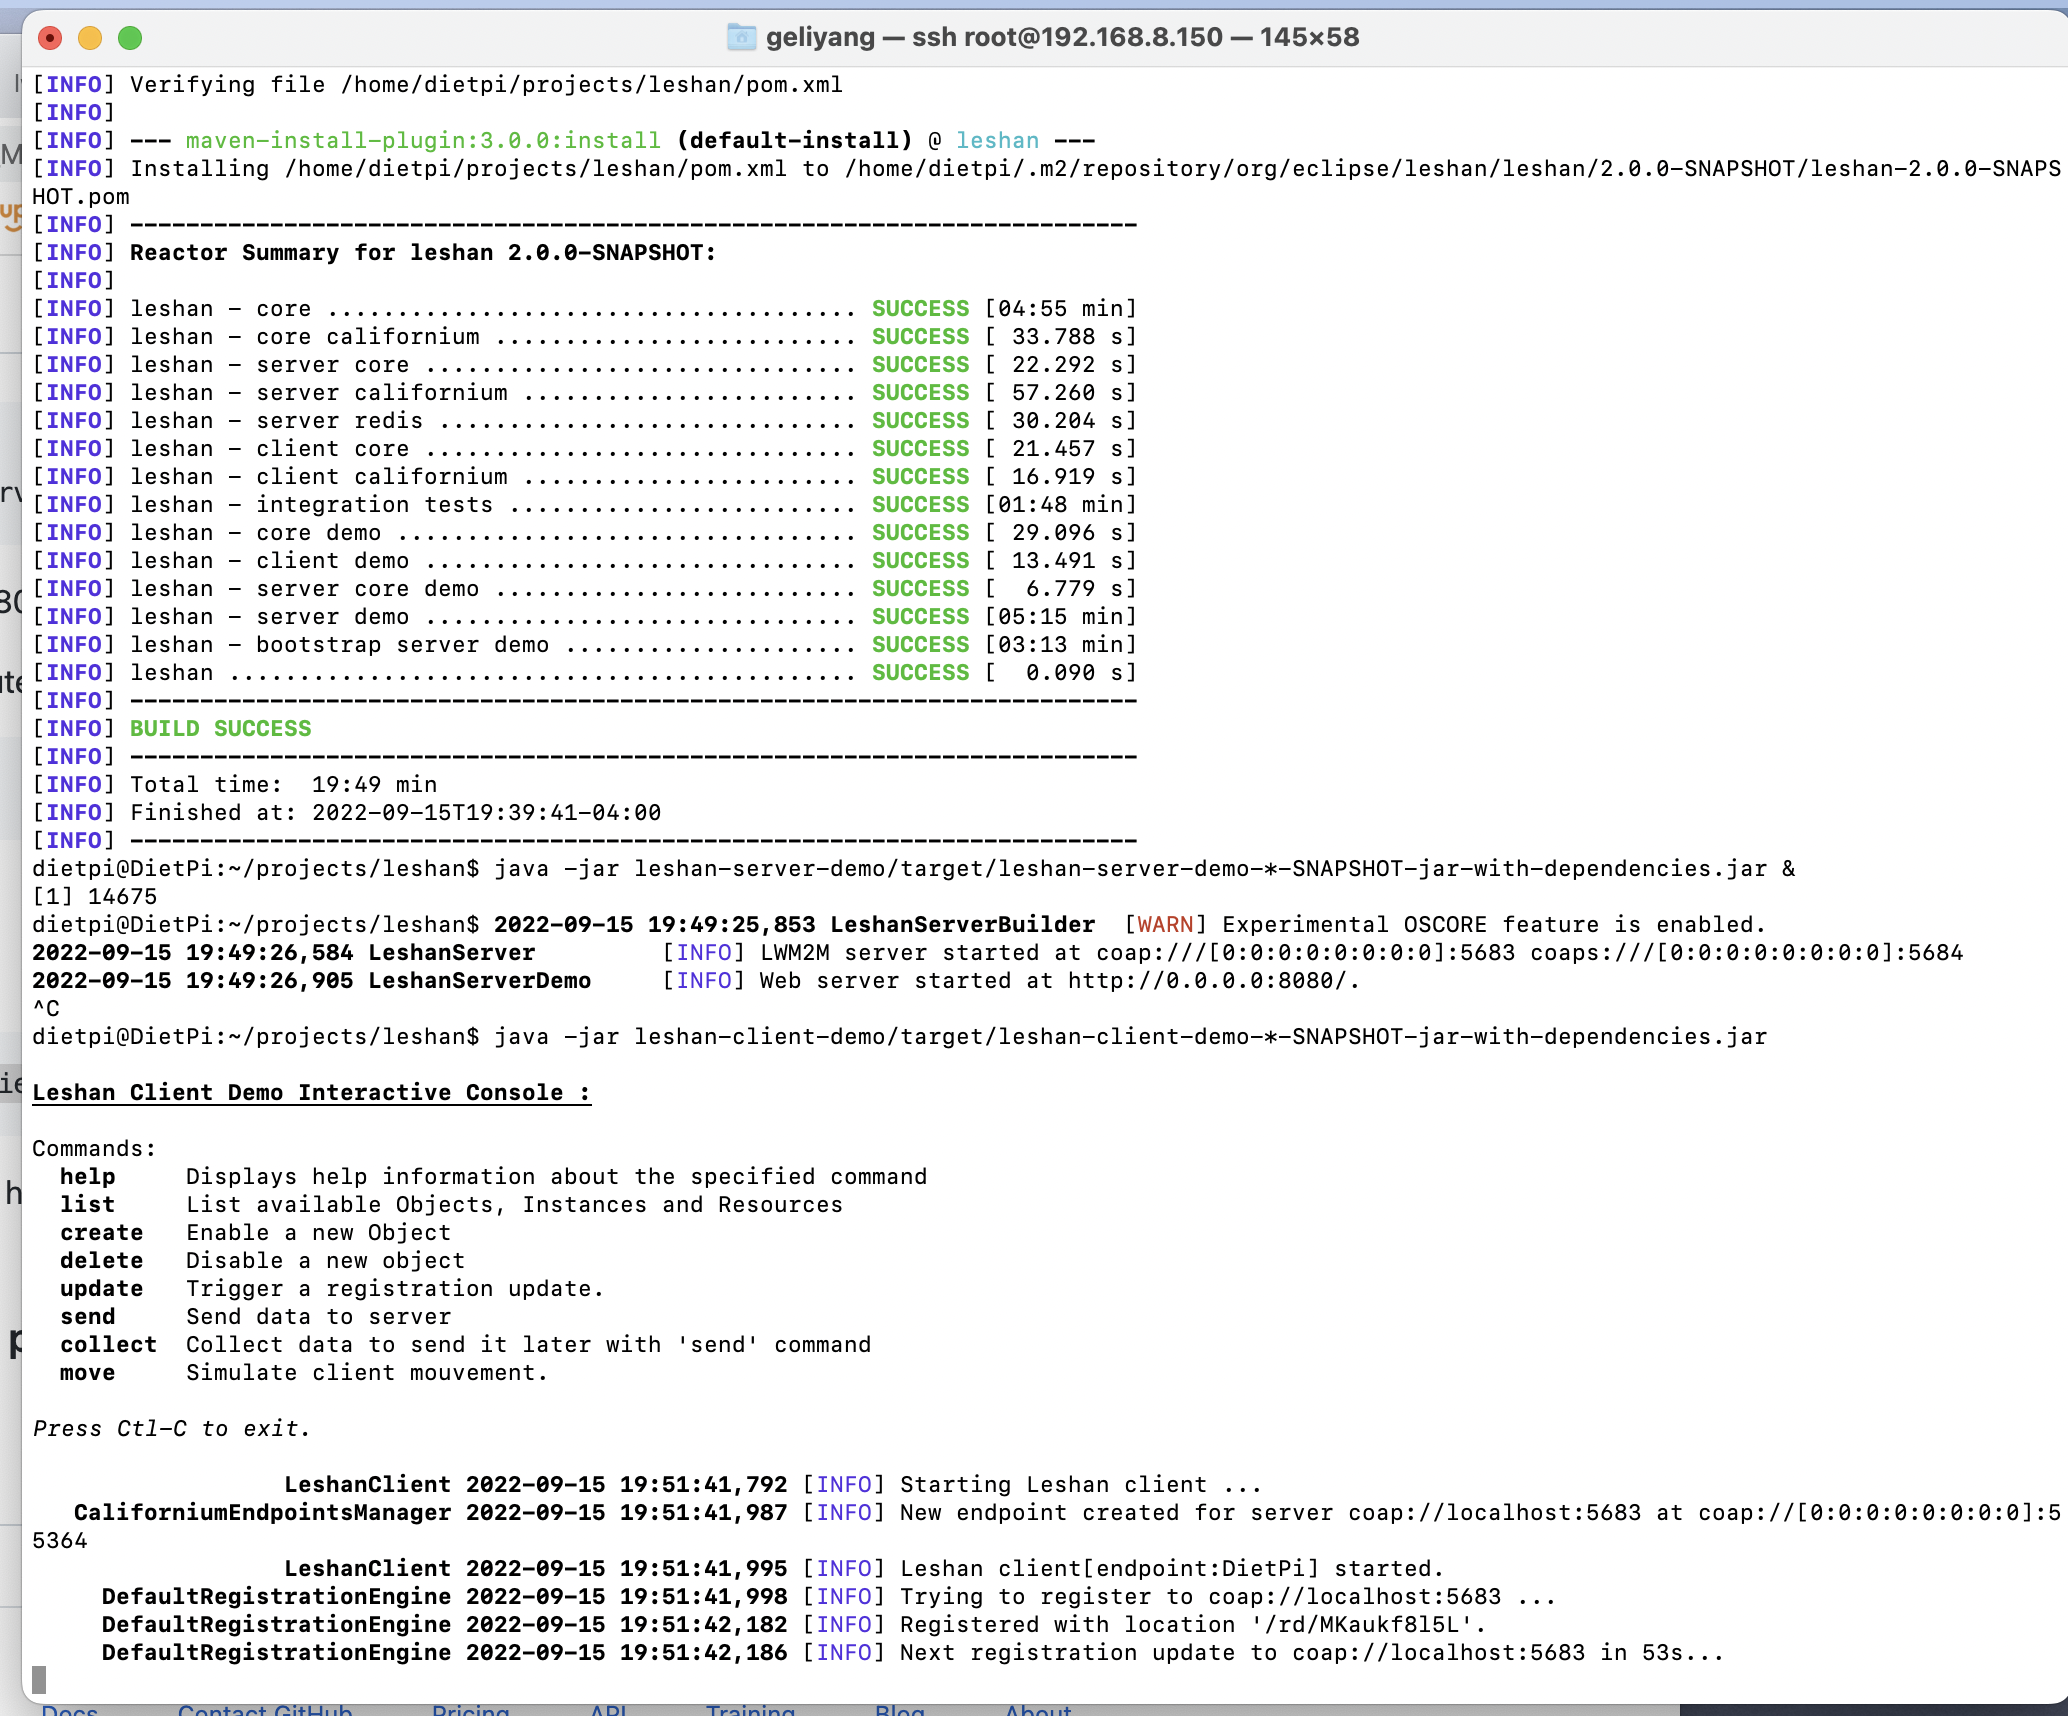 geliyang — ssh root@192.168.8.150 — 145×58
[INFO] Verifying file /home/dietpi/projects/leshan/pom.xml
[INFO]
[INFO] --- maven-install-plugin:3.0.0:install (default-install) @ leshan ---
[INFO] Installing /home/dietpi/projects/leshan/pom.xml to /home/dietpi/.m2/repository/org/eclipse/leshan/leshan/2.0.0-SNAPSHOT/leshan-2.0.0-SNAPS
HOT.pom
[INFO] ------------------------------------------------------------------------
[INFO] Reactor Summary for leshan 2.0.0-SNAPSHOT:
[INFO]
[INFO] leshan - core ...................................... SUCCESS [04:55 min]
[INFO] leshan - core californium .......................... SUCCESS [ 33.788 s]
[INFO] leshan - server core ............................... SUCCESS [ 22.292 s]
[INFO] leshan - server californium ........................ SUCCESS [ 57.260 s]
[INFO] leshan - server redis .............................. SUCCESS [ 30.204 s]
[INFO] leshan - client core ............................... SUCCESS [ 21.457 s]
[INFO] leshan - client californium ........................ SUCCESS [ 16.919 s]
[INFO] leshan - integration tests ......................... SUCCESS [01:48 min]
[INFO] leshan - core demo ................................. SUCCESS [ 29.096 s]
[INFO] leshan - client demo ............................... SUCCESS [ 13.491 s]
[INFO] leshan - server core demo .......................... SUCCESS [  6.779 s]
[INFO] leshan - server demo ............................... SUCCESS [05:15 min]
[INFO] leshan - bootstrap server demo ..................... SUCCESS [03:13 min]
[INFO] leshan ............................................. SUCCESS [  0.090 s]
[INFO] ------------------------------------------------------------------------
[INFO] BUILD SUCCESS
[INFO] ------------------------------------------------------------------------
[INFO] Total time:  19:49 min
[INFO] Finished at: 2022-09-15T19:39:41-04:00
[INFO] ------------------------------------------------------------------------
dietpi@DietPi:~/projects/leshan$ java -jar leshan-server-demo/target/leshan-server-demo-*-SNAPSHOT-jar-with-dependencies.jar &
[1] 14675
dietpi@DietPi:~/projects/leshan$ 2022-09-15 19:49:25,853 LeshanServerBuilder  [WARN] Experimental OSCORE feature is enabled.
2022-09-15 19:49:26,584 LeshanServer         [INFO] LWM2M server started at coap:///[0:0:0:0:0:0:0:0]:5683 coaps:///[0:0:0:0:0:0:0:0]:5684
2022-09-15 19:49:26,905 LeshanServerDemo     [INFO] Web server started at http://0.0.0.0:8080/.
^C
dietpi@DietPi:~/projects/leshan$ java -jar leshan-client-demo/target/leshan-client-demo-*-SNAPSHOT-jar-with-dependencies.jar
Leshan Client Demo Interactive Console :
Commands:
help     Displays help information about the specified command
list     List available Objects, Instances and Resources
create   Enable a new Object
delete   Disable a new object
update   Trigger a registration update.
send     Send data to server
collect  Collect data to send it later with 'send' command
move     Simulate client mouvement.
Press Ctl-C to exit.
LeshanClient 2022-09-15 19:51:41,792 [INFO] Starting Leshan client ...
CaliforniumEndpointsManager 2022-09-15 19:51:41,987 [INFO] New endpoint created for server coap://localhost:5683 at coap://[0:0:0:0:0:0:0:0]:5
5364
LeshanClient 2022-09-15 19:51:41,995 [INFO] Leshan client[endpoint:DietPi] started.
DefaultRegistrationEngine 2022-09-15 19:51:41,998 [INFO] Trying to register to coap://localhost:5683 ...
DefaultRegistrationEngine 2022-09-15 19:51:42,182 [INFO] Registered with location '/rd/MKaukf8l5L'.
DefaultRegistrationEngine 2022-09-15 19:51:42,186 [INFO] Next registration update to coap://localhost:5683 in 53s...
Docs Contact GitHub Pricing API Training Blog About